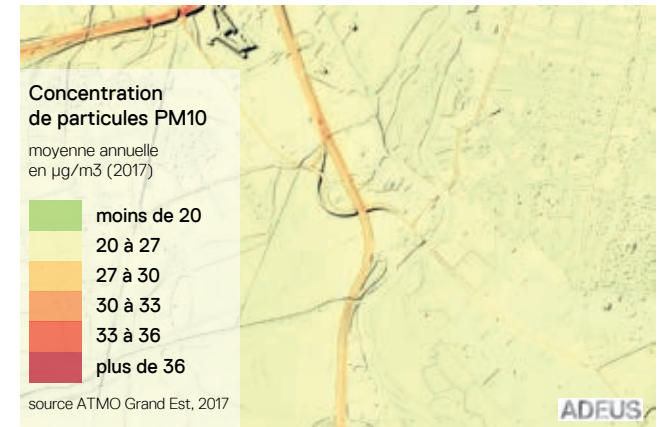 Concentration
de particules PM10
moyenne annuelle
en µg/m3 (2017)
moins de 20
20 à 27
27 à 30
30 à 33
33 à 36
plus de 36
source ATMO Grand Est, 2017
ADEUS